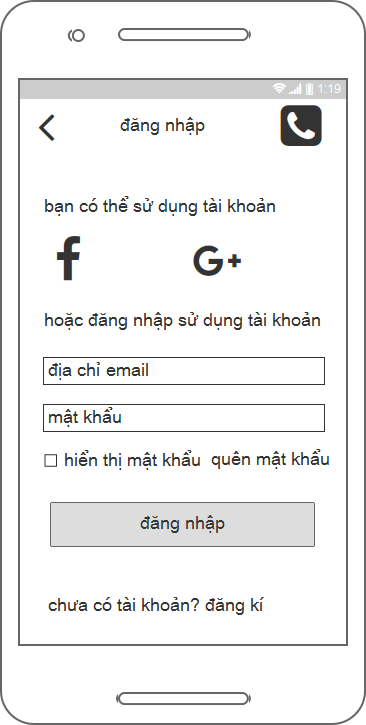 1:19
đăng nhập
bạn có thể sử dụng tài khoản
f G+
hoặc đăng nhập sử dụng tài khoản
địa chỉ email
mật khẩu
hiển thị mật khẩu quên mật khẩu
đăng nhập
chưa có tài khoản? đăng kí